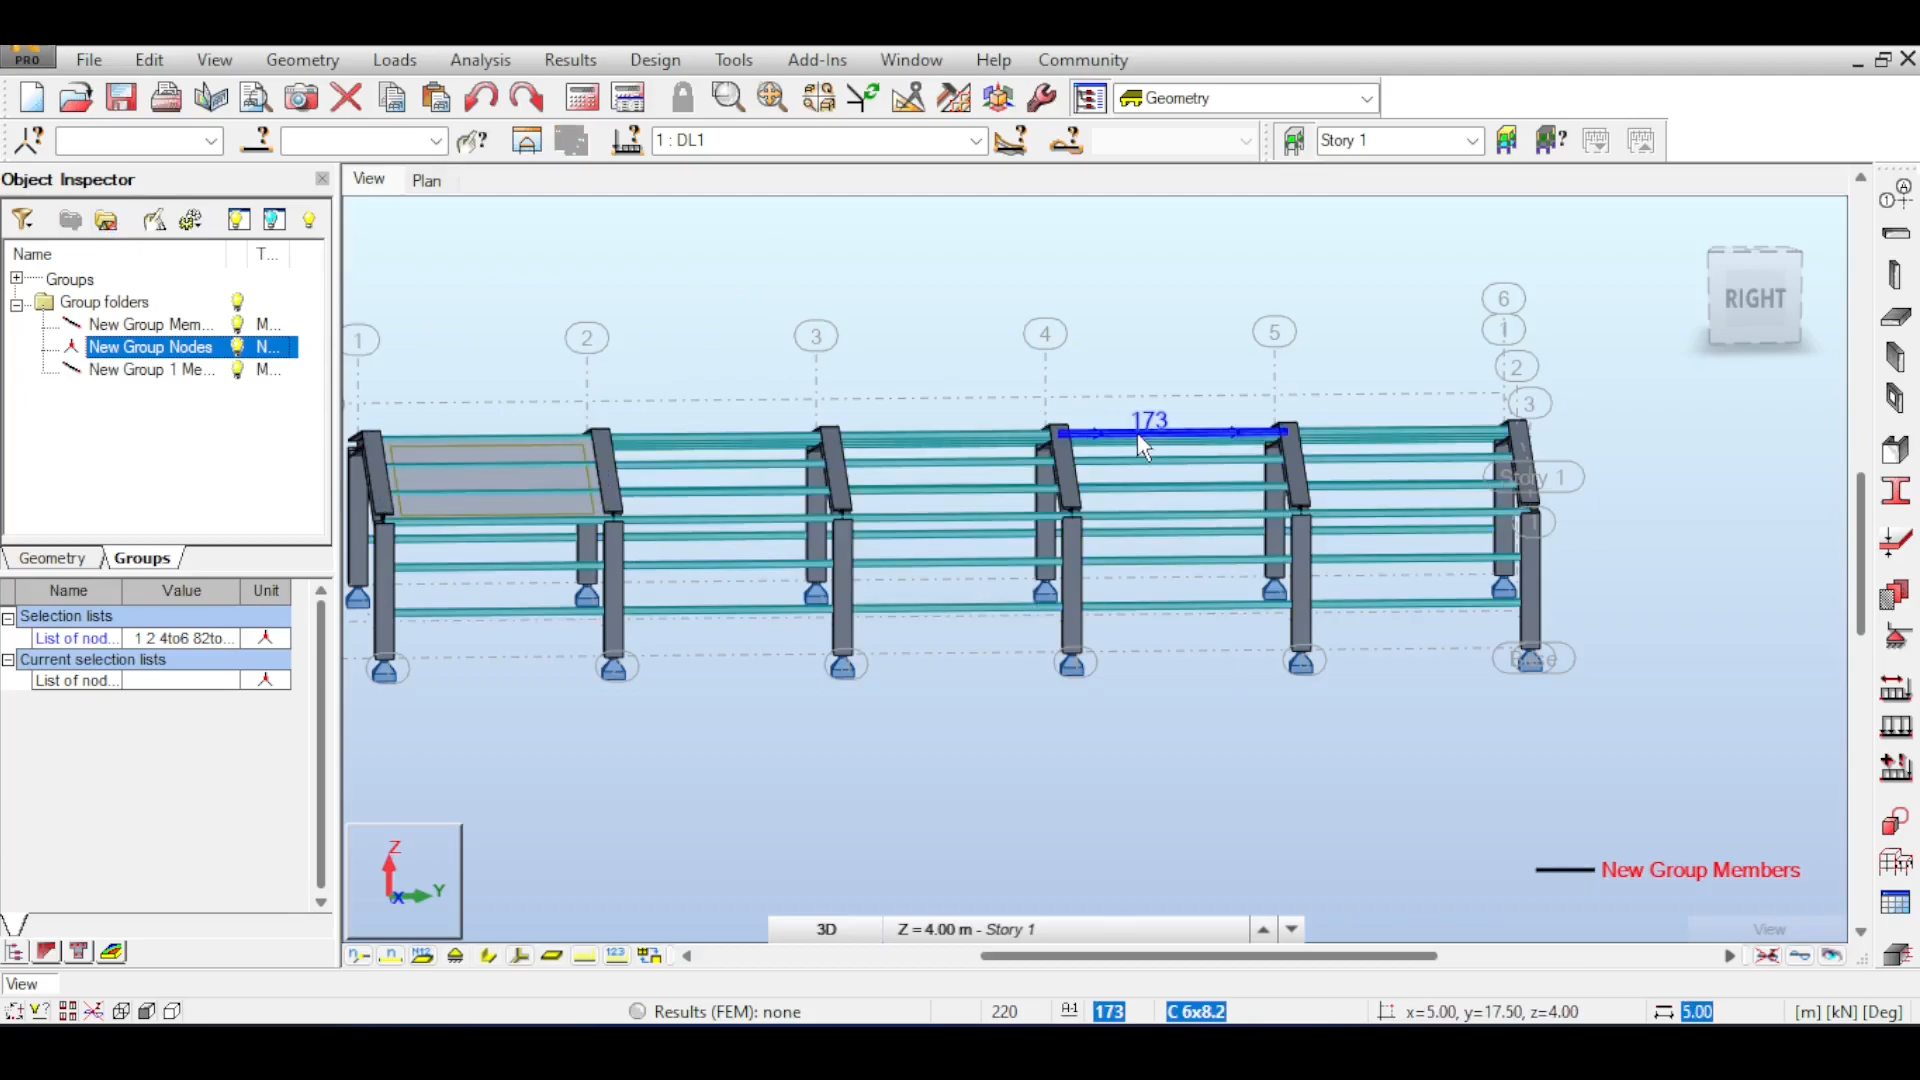 PRO File Edit View Geometry Loads Analysis Results Design Tools Add-Ins Window Help Community
Geometry
1 : DL1
Story 1
Object Inspector
View Plan
Name T...
Groups
Group folders
New Group Mem... M...
New Group Nodes N...
New Group 1 Me... M...
Geometry Groups
Name Value Unit
Selection lists
List of nod... 1 2 4to6 82to...
Current selection lists
List of nod...
RIGHT
6
1
1 2 3 4 5
2
3
173
Story 1
1
Base
Z
X Y
New Group Members
3D Z = 4.00 m - Story 1
View
View
Results (FEM): none 220 173 C 6x8.2 x=5.00, y=17.50, z=4.00 5.00 [m] [kN] [Deg]